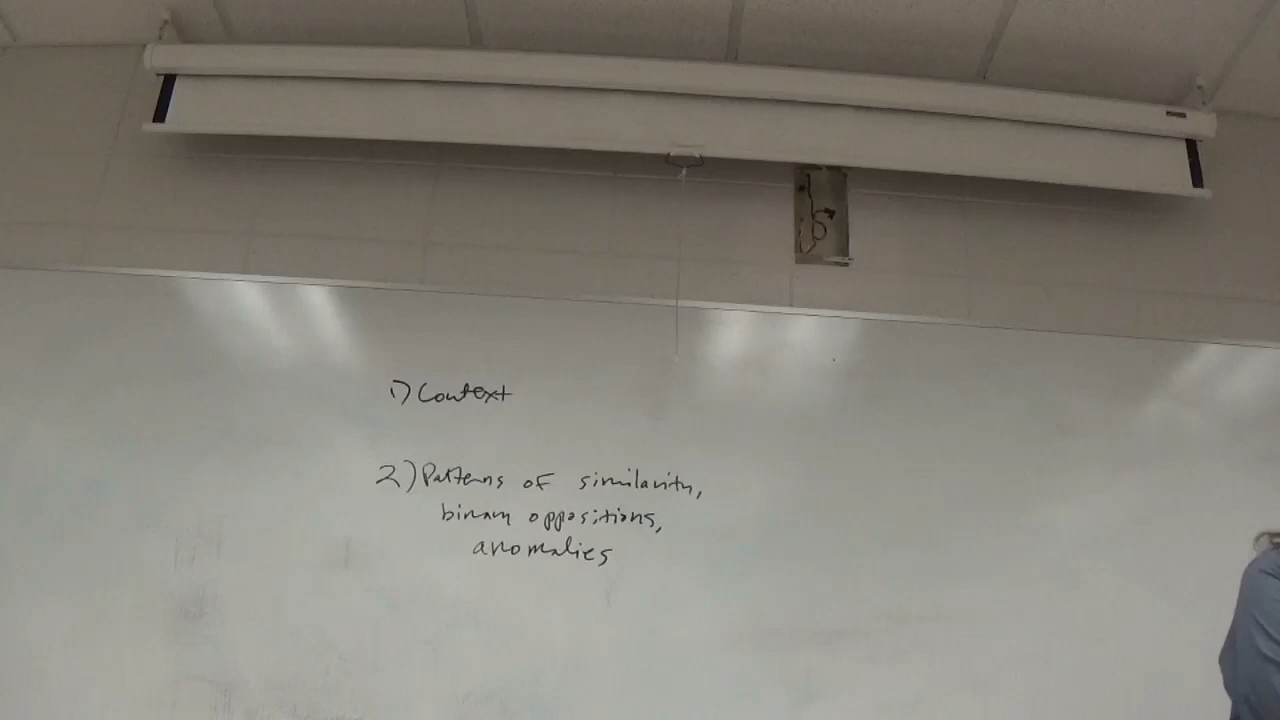 1) Context
2) Patterns of similarity,
binary oppositions,
anomalies